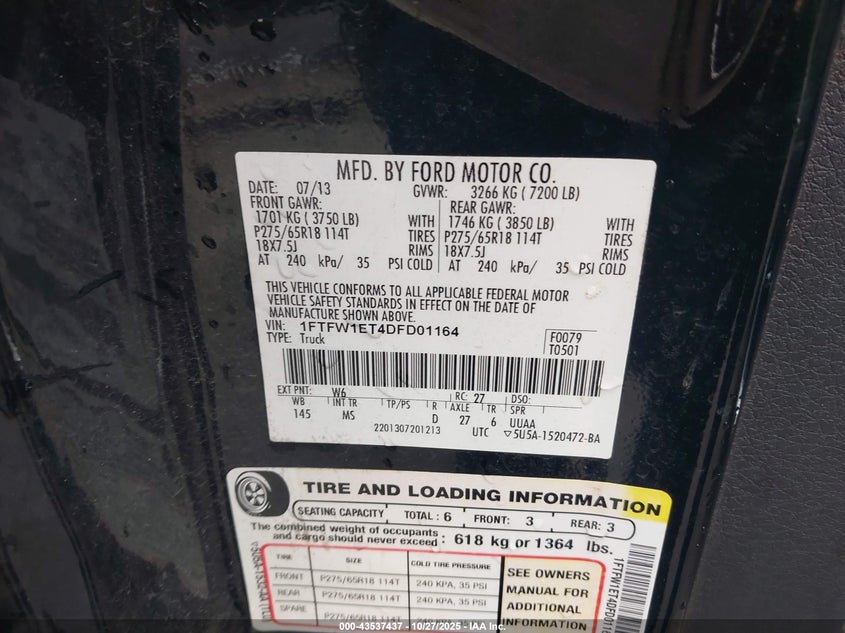 MFD. BY FORD MOTOR CO.
DATE: 07/13 GVWR: 3266 KG ( 7200 LB)
FRONT GAWR: REAR GAWR:
1701 KG ( 3750 LB) WITH 1746 KG ( 3850 LB) WITH
P275/65R18 114T TIRES P275/65R18 114T TIRES
18X7.5J RIMS 18X7.5J RIMS
AT 240 kPa/ 35 PSI COLD AT 240 kPa/ 35 PSI COLD
THIS VEHICLE CONFORMS TO ALL APPLICABLE FEDERAL MOTOR
VEHICLE SAFETY STANDARDS IN EFFECT ON THE DATE OF
MANUFACTURE SHOWN ABOVE.
VIN: 1FTFW1ET4DFD01164 F0079
TYPE: Truck T0501
EXT PNT: W6 RC: 27 DSO:
WB INT TR TP/PS R AXLE TR SPR
145 MS D 27 6 UUAA
2201307201213 UTC ▽5U5A-1520472-BA
TIRE AND LOADING INFORMATION
SEATING CAPACITY TOTAL : 6 FRONT: 3 REAR: 3
The combined weight of occupants
and cargo should never exceed : 618 kg or 1364 lbs.
TIRE SIZE COLD TIRE PRESSURE
FRONT P275/65R18 114T 240 KPA, 35 PSI
REAR P275/65R18 114T 240 KPA, 35 PSI
SPARE P275/65R18 114T
SEE OWNERS
MANUAL FOR
ADDITIONAL
INFORMATION
000-43537437 - 10/27/2025 - IAA Inc.